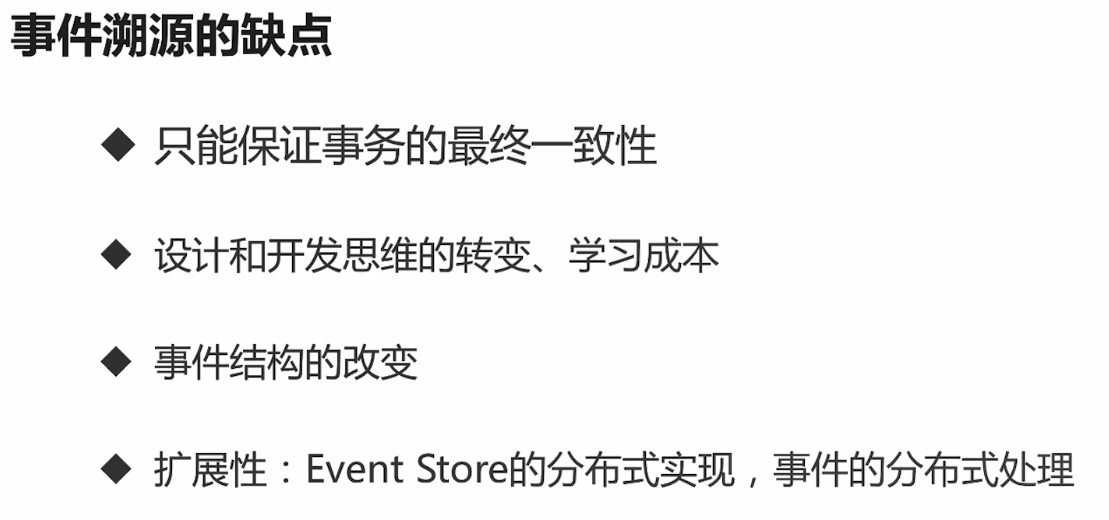 事件溯源的缺点
◆ 只能保证事务的最终一致性
◆ 设计和开发思维的转变、学习成本
◆ 事件结构的改变
◆ 扩展性：Event Store的分布式实现，事件的分布式处理